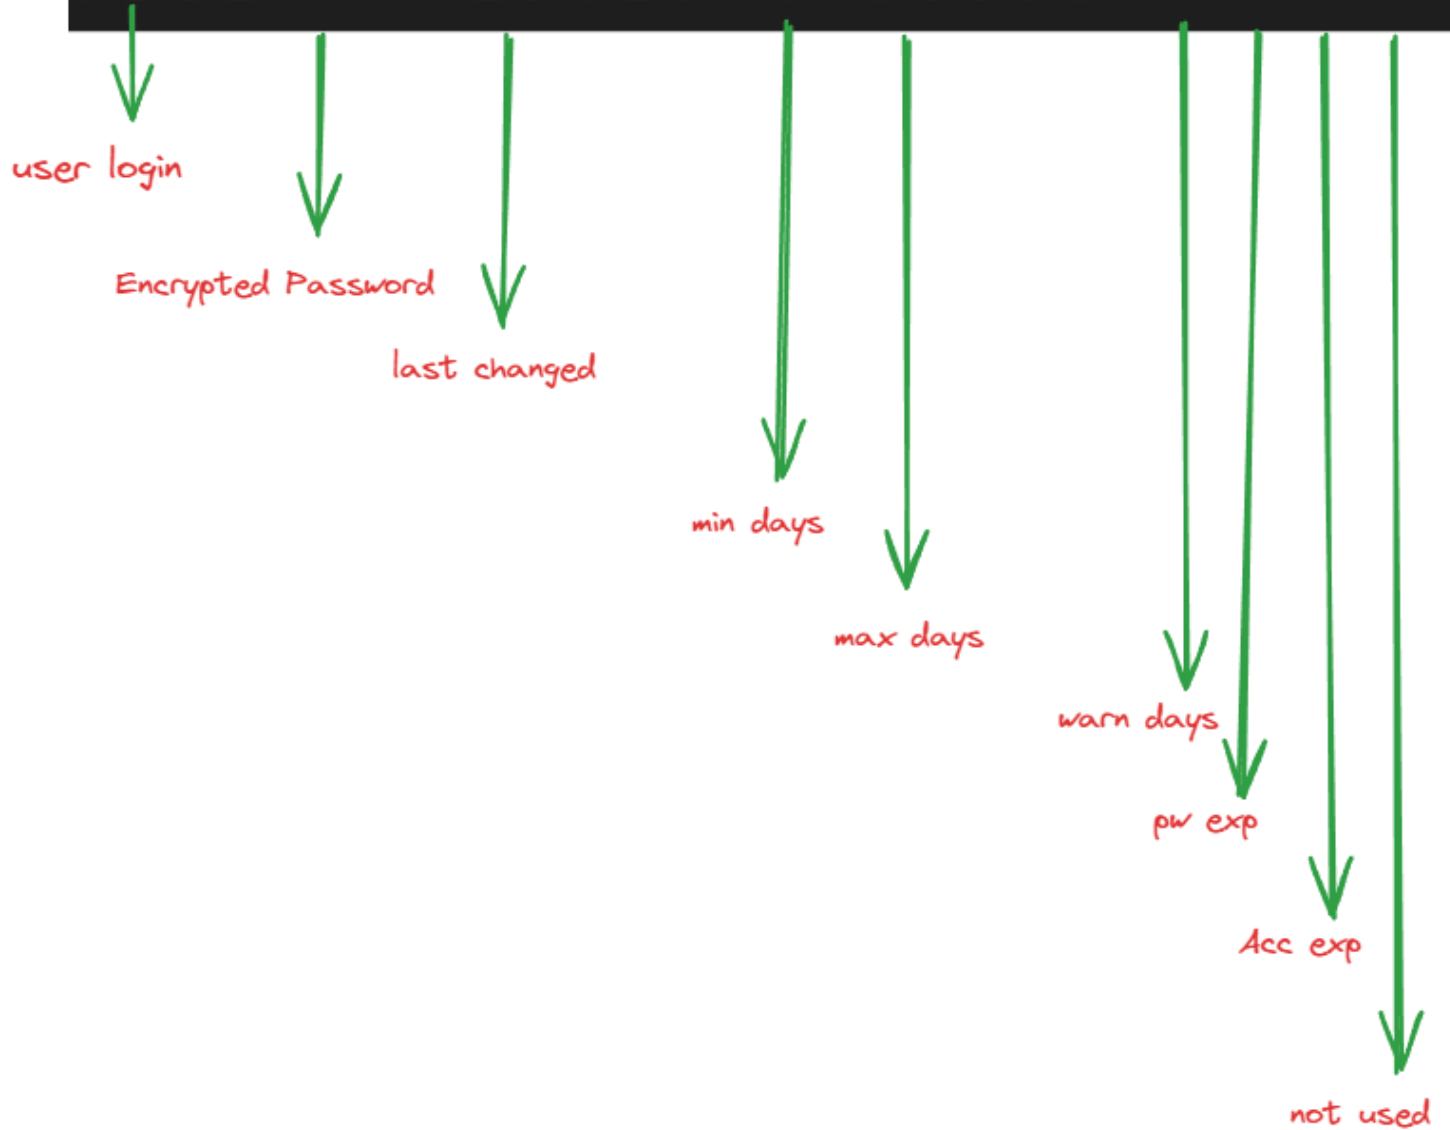 user login
Encrypted Password
last changed
min days
max days
warn days
pw exp
Acc exp
not used